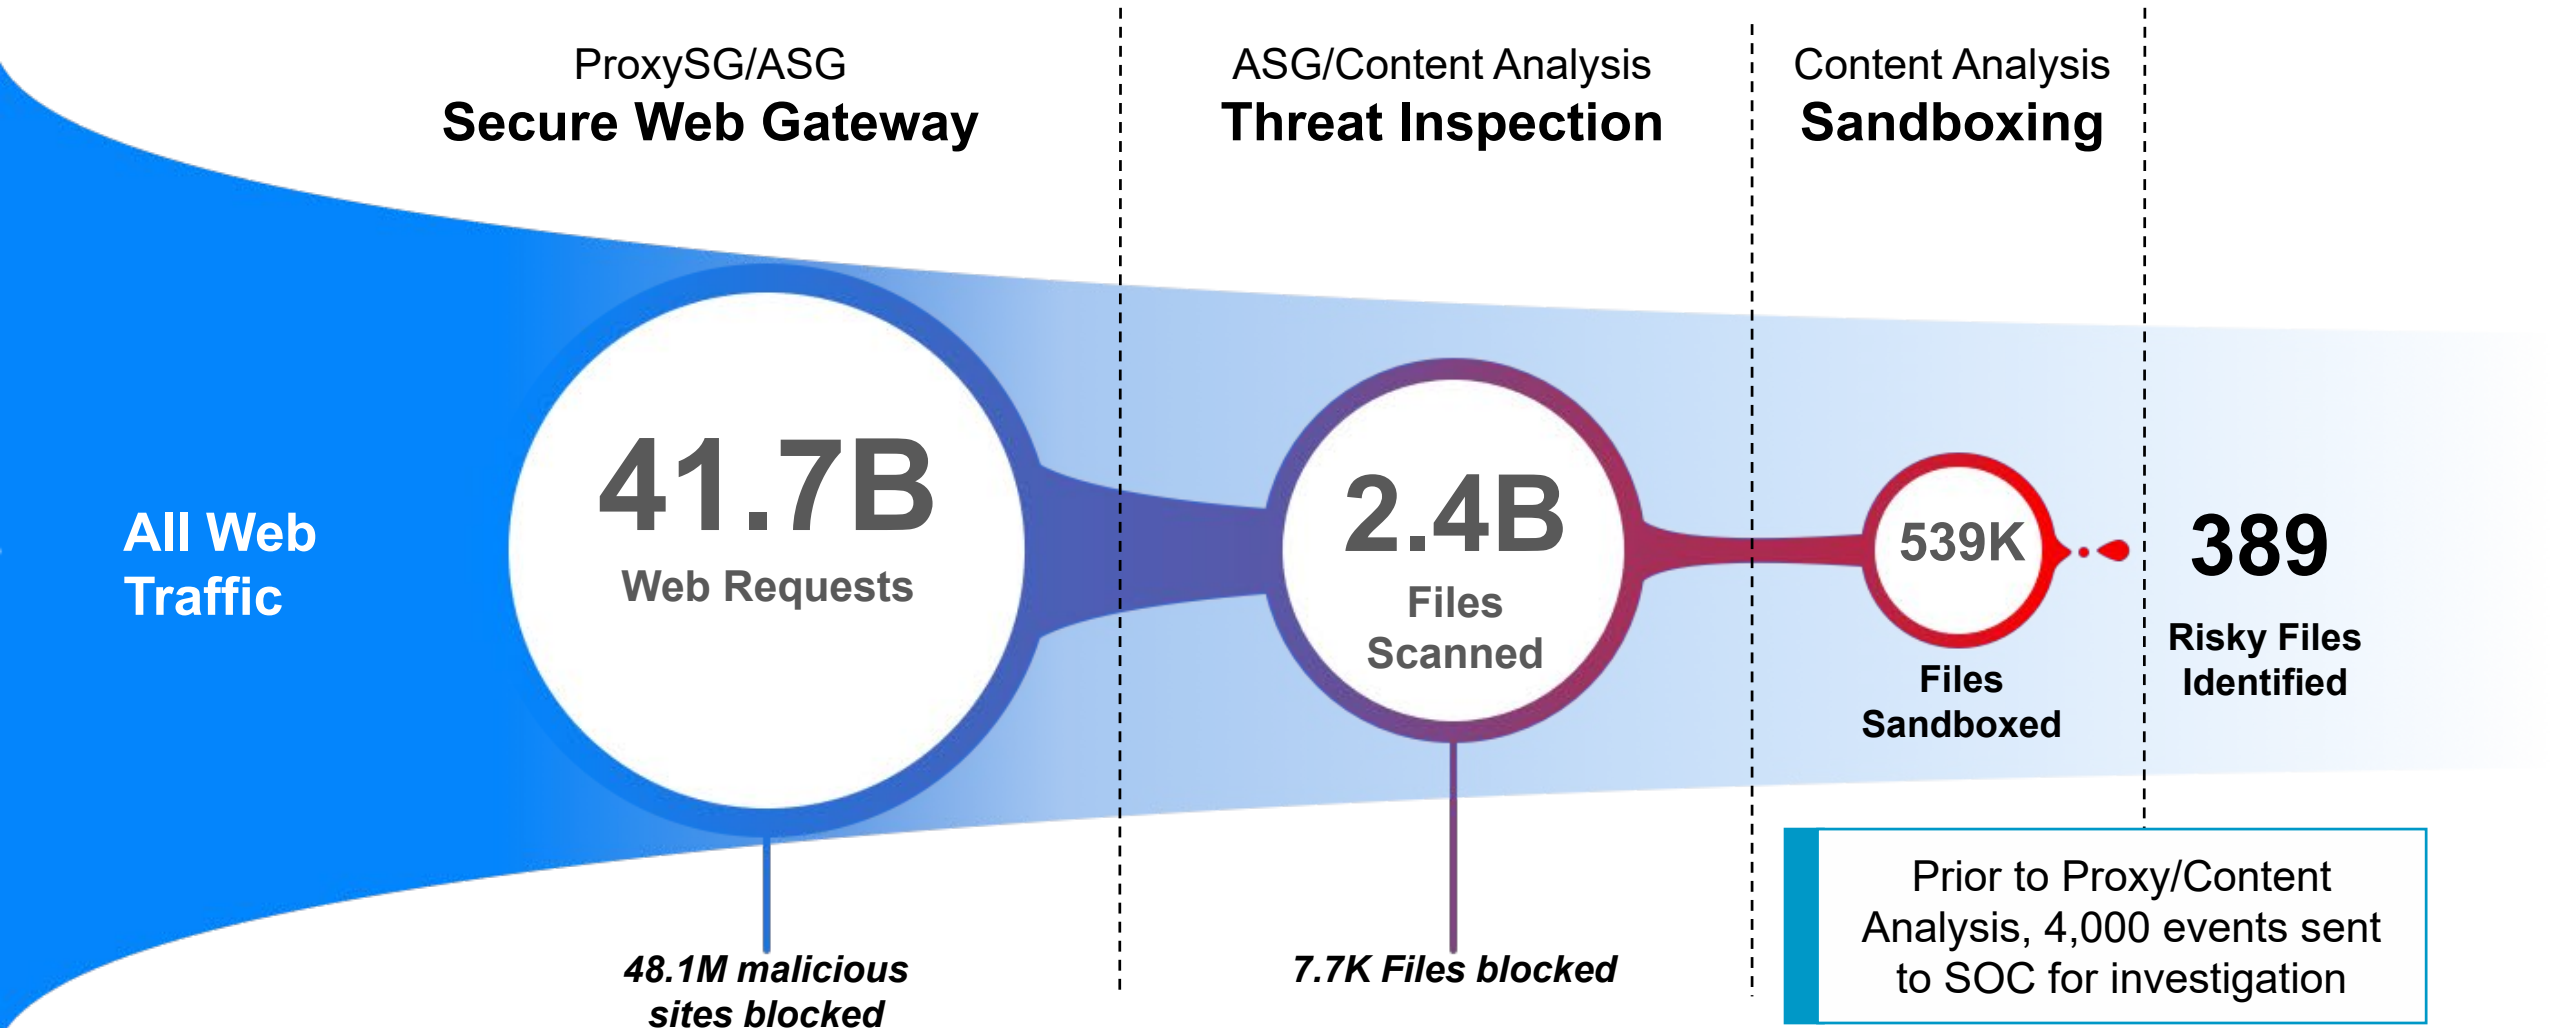 ProxySG/ASG
Secure Web Gateway
ASG/Content Analysis
Threat Inspection
Content Analysis
Sandboxing
All Web
Traffic
41.7B
Web Requests
48.1M malicious
sites blocked
2.4B
Files
Scanned
7.7K Files blocked
539K
Files
Sandboxed
389
Risky Files
Identified
Prior to Proxy/Content
Analysis, 4,000 events sent
to SOC for investigation